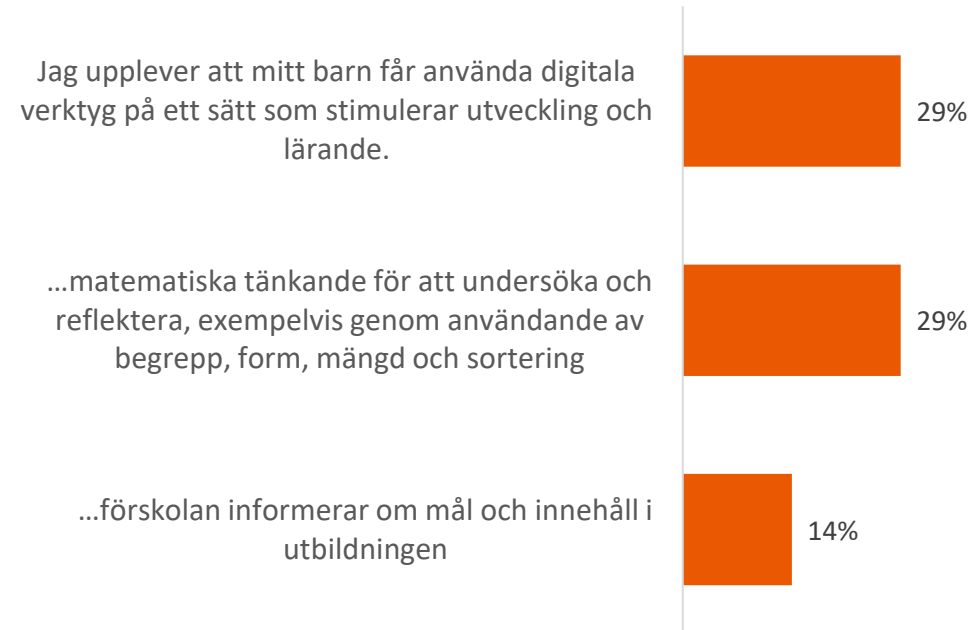 Jag upplever att mitt barn får använda digitala
verktyg på ett sätt som stimulerar utveckling och
lärande.
29%
…matematiska tänkande för att undersöka och
reflektera, exempelvis genom användande av
begrepp, form, mängd och sortering
29%
…förskolan informerar om mål och innehåll i
utbildningen
14%